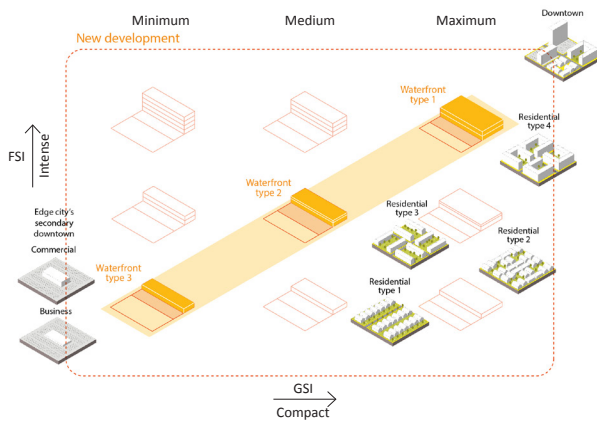 Minimum
Medium
Maximum
Downtown
New development
Waterfront
type 1
Residential
type 4
FSI
Intense
Waterfront
type 2
Edge city's
secondary
downtown
Commercial
Residential
type 3
Residential
type 2
Waterfront
type 3
Business
Residential
type 1
GSI
Compact